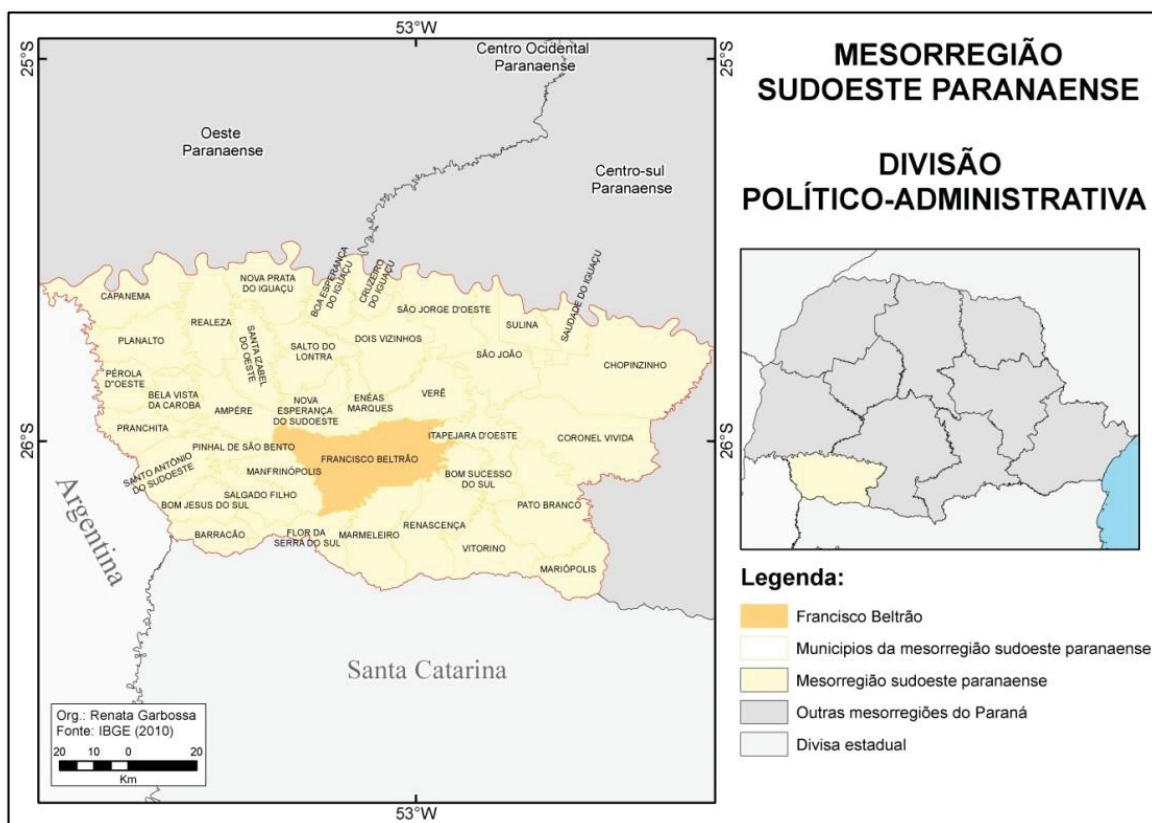 53°W
25°S
25°S
Centro Ocidental
Paranaense
Oeste
Paranaense
Centro-sul
Paranaense
CAPANEMA
NOVA PRATA
DO IGUAÇU
BOA ESPERANÇA
DO IGUAÇU
CRUZEIRO
DO IGUAÇU
SÃO JORGE D'OESTE
SULINA
SAUDADE DO IGUAÇU
PLANALTO
REALEZA
SANTA IZABEL
DO OESTE
SALTO DO
LONTRA
DOIS VIZINHOS
SÃO JOÃO
CHOPINZINHO
PÉROLA
D"OESTE
BELA VISTA
DA CAROBA
AMPÉRE
NOVA
ESPERANÇA
DO SUDOESTE
ENÉAS
MARQUES
VERÊ
PRANCHITA
PINHAL DE SÃO BENTO
FRANCISCO BELTRÃO
ITAPEJARA D'OESTE
CORONEL VIVIDA
26°S
26°S
SANTO ANTÔNIO
DO SUDOESTE
MANFRINÓPOLIS
BOM SUCESSO
DO SUL
SALGADO FILHO
BOM JESUS DO SUL
PATO BRANCO
BARRACÃO
FLOR DA
SERRA DO SUL
MARMELEIRO
RENASCENÇA
VITORINO
MARIÓPOLIS
Argentina
Santa Catarina
Org.: Renata Garbossa
Fonte: IBGE (2010)
20 10 0 20
Km
53°W
MESORREGIÃO
SUDOESTE PARANAENSE
DIVISÃO
POLÍTICO-ADMINISTRATIVA
Legenda:
Francisco Beltrão
Municipios da mesorregião sudoeste paranaense
Mesorregião sudoeste paranaense
Outras mesorregiões do Paraná
Divisa estadual